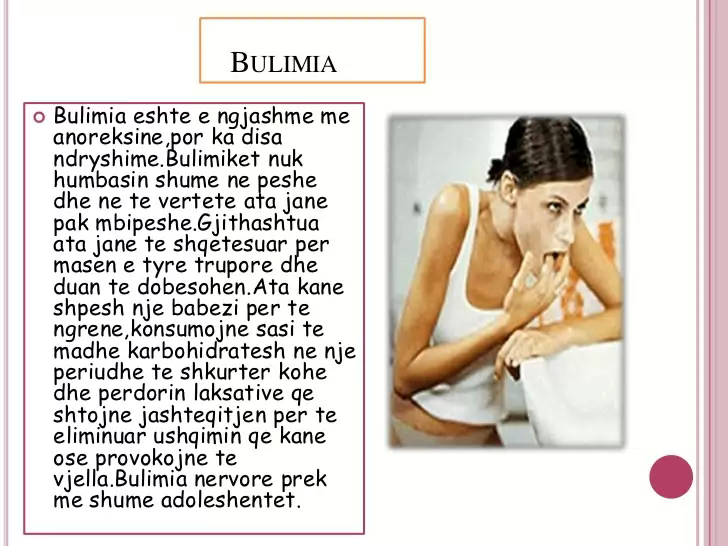 BULIMIA
Bulimia eshte e ngjashme me
anoreksine,por ka disa
ndryshime.Bulimiket nuk
humbasin shume ne peshe
dhe ne te vertete ata jane
pak mbipeshe.Gjithashtua
ata jane te shqetesuar per
masen e tyre trupore dhe
duan te dobesohen.Ata kane
shpesh nje babezi per te
ngrene,konsumojne sasi te
madhe karbohidratesh ne nje
periudhe te shkurter kohe
dhe perdorin laksative qe
shtojne jashteqitjen per te
eliminuar ushqimin qe kane
ose provokojne te
vjella.Bulimia nervore prek
me shume adoleshentet.